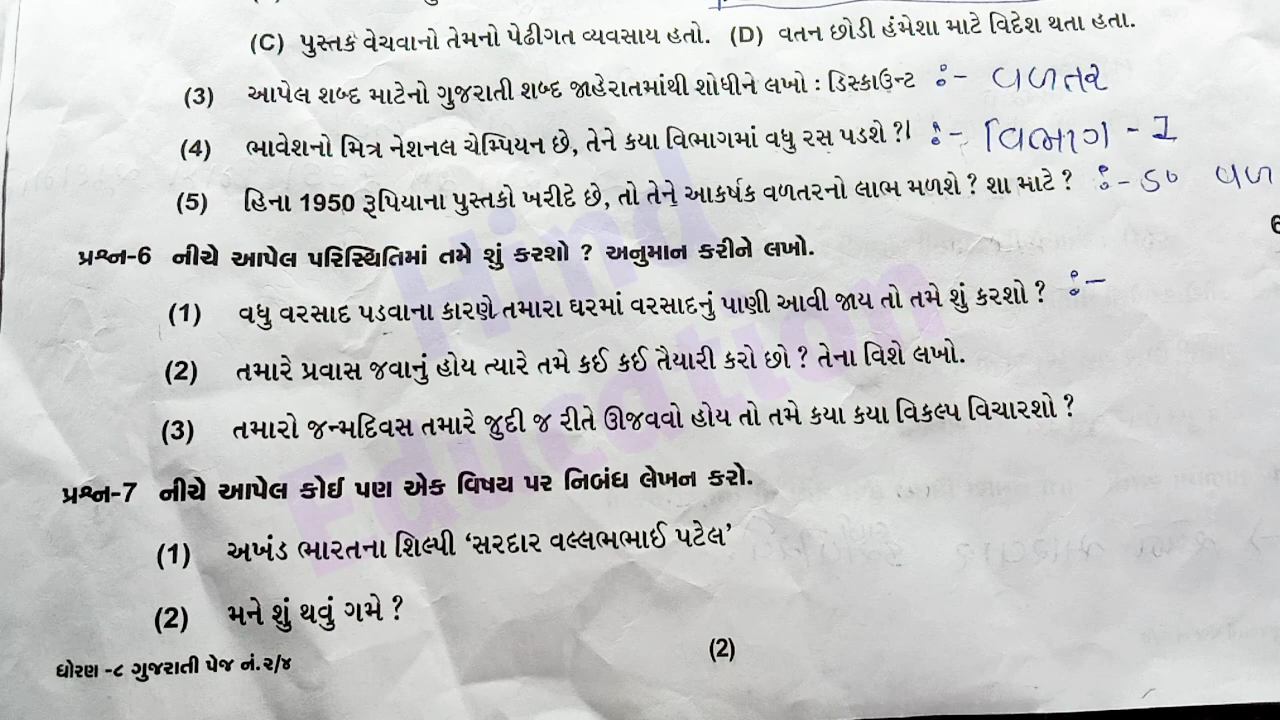 (C) પુસ્તક વેચવાનો તેમનો પેઢીગત વ્યવસાય હતો. (D) વતન છોડી હંમેશા માટે વિદેશ થતા હતા.
(3) આપેલ શબ્દ માટેનો ગુજરાતી શબ્દ જાહેરાતમાંથી શોધીને લખો : ડિસ્કાઉન્ટ :- વળતર
(4) ભાવેશનો મિત્ર નેશનલ ચેમ્પિયન છે, તેને કયા વિભાગમાં વધુ રસ પડશે ?। :- વિભાગ - 1
(5) હિના 1950 રૂપિયાના પુસ્તકો ખરીદે છે, તો તેને આકર્ષક વળતરનો લાભ મળશે ? શા માટે ? :- ૬૦ વળ
6
પ્રશ્ન-6 નીચે આપેલ પરિસ્થિતિમાં તમે શું કરશો ? અનુમાન કરીને લખો.
(1) વધુ વરસાદ પડવાના કારણે તમારા ઘરમાં વરસાદનું પાણી આવી જાય તો તમે શું કરશો ? :-
(2) તમારે પ્રવાસ જવાનું હોય ત્યારે તમે કઈ કઈ તૈયારી કરો છો ? તેના વિશે લખો.
(3) તમારો જન્મદિવસ તમારે જુદી જ રીતે ઊજવવો હોય તો તમે કયા કયા વિકલ્પ વિચારશો ?
પ્રશ્ન-7 નીચે આપેલ કોઈ પણ એક વિષય પર નિબંધ લેખન કરો.
(1) અખંડ ભારતના શિલ્પી ‘સરદાર વલ્લભભાઈ પટેલ’
(2) મને શું થવું ગમે ?
(2)
ધોરણ -૮ ગુજરાતી પેજ નં.૨/૪
Hind
Education